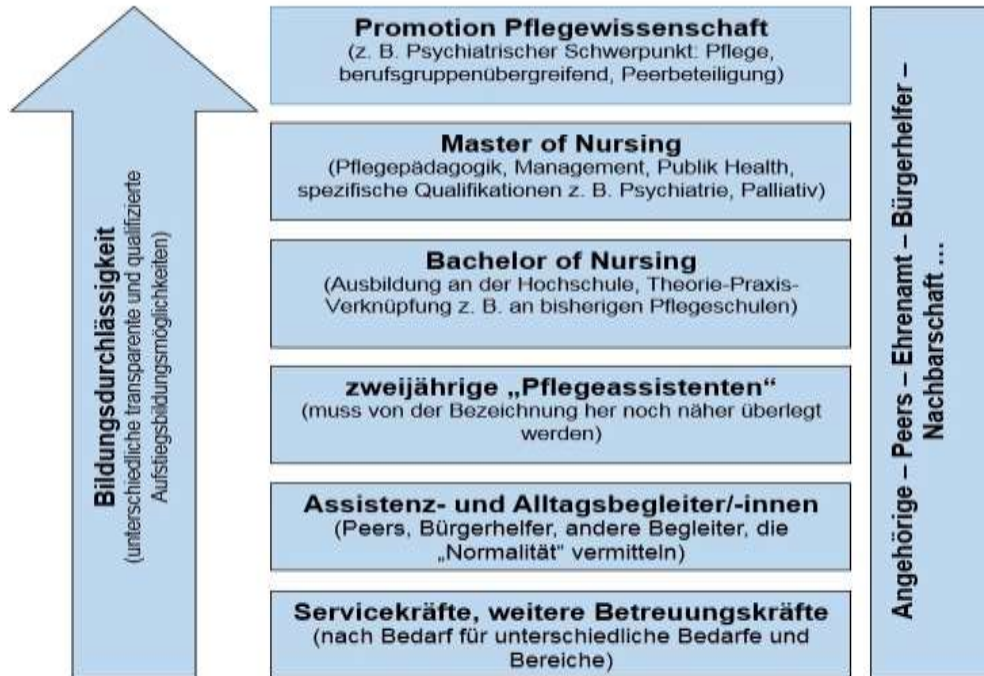 Bildungsdurchlässigkeit
(unterschiedliche transparente und qualifizierte
Aufstiegsbildungsmöglichkeiten)
Promotion Pflegewissenschaft
(z. B. Psychiatrischer Schwerpunkt: Pflege,
berufsgruppenübergreifend, Peerbeteiligung)
Master of Nursing
(Pflegepädagogik, Management, Publik Health,
spezifische Qualifikationen z. B. Psychiatrie, Palliativ)
Bachelor of Nursing
(Ausbildung an der Hochschule, Theorie-Praxis-
Verknüpfung z. B. an bisherigen Pflegeschulen)
zweijährige „Pflegeassistenten“
(muss von der Bezeichnung her noch näher überlegt
werden)
Assistenz- und Alltagsbegleiter/-innen
(Peers, Bürgerhelfer, andere Begleiter, die
„Normalität“ vermitteln)
Servicekräfte, weitere Betreuungskräfte
(nach Bedarf für unterschiedliche Bedarfe und
Bereiche)
Angehörige – Peers – Ehrenamt – Bürgerhelfer –
Nachbarschaft ...